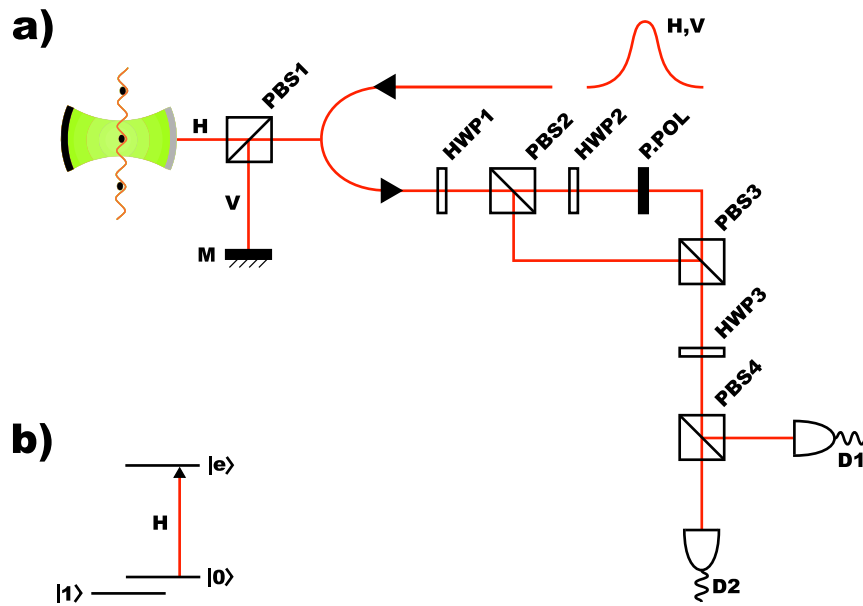 a)
H,V
PBS1
H
V
M
HWP1
PBS2
HWP2
P.POL
PBS3
HWP3
PBS4
D1
D2
b)
|e⟩
H
|0⟩
|1⟩